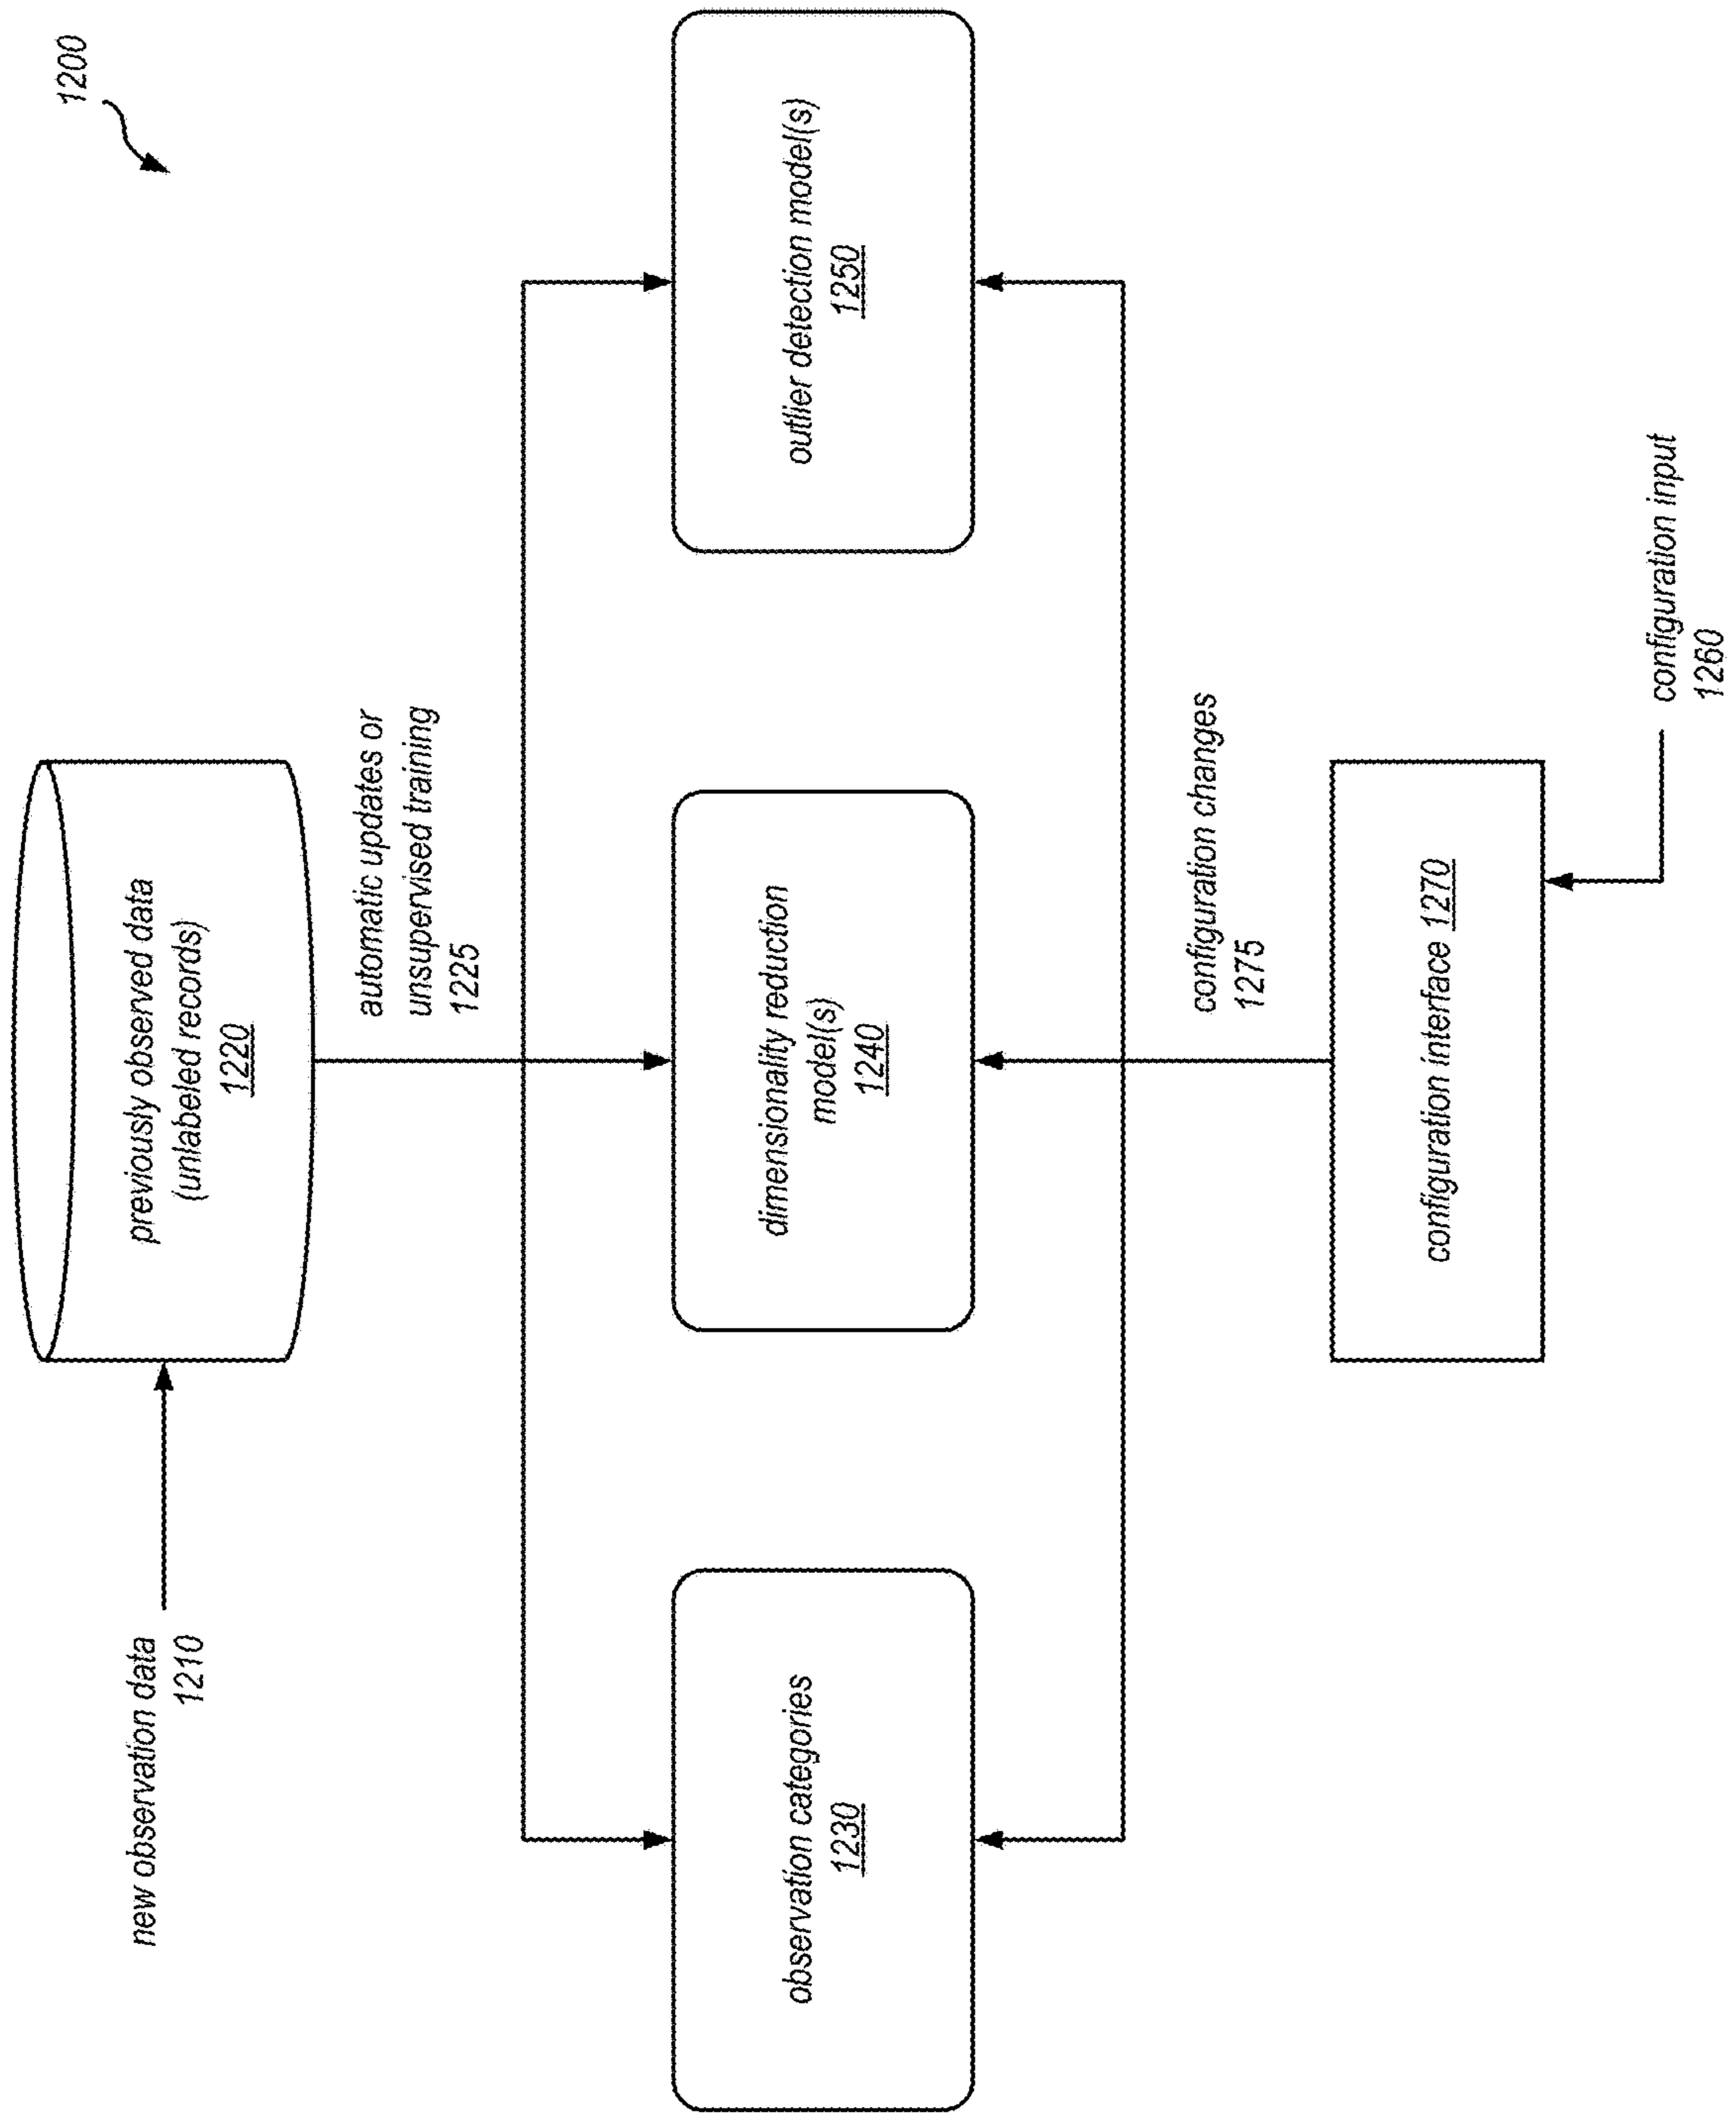 1200
new observation data
1210
previously observed data
(unlabeled records)
1220
automatic updates or
unsupervised training
1225
observation categories
1230
dimensionality reduction
model(s)
1240
outlier detection model(s)
1250
configuration changes
1275
configuration interface 1270
configuration input
1260